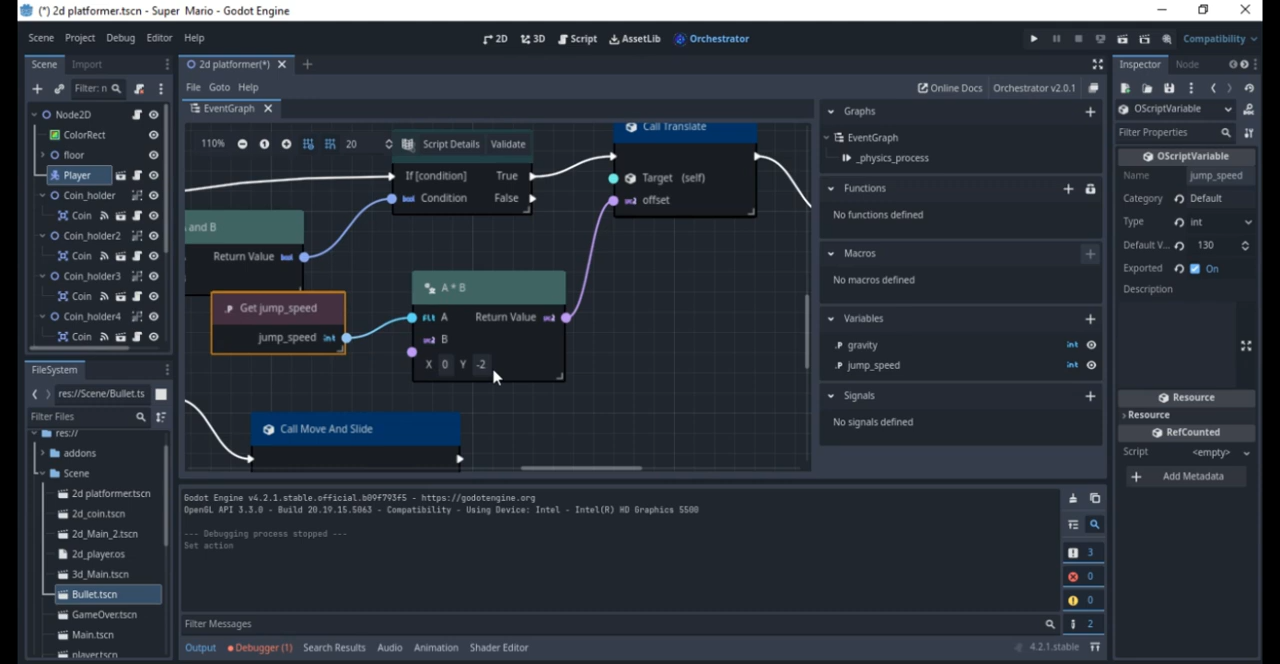 (*) 2d platformer.tscn - Super Mario - Godot Engine
Scene Project Debug Editor Help
2D 3D Script AssetLib Orchestrator
Compatibility
Scene Import
Filter: n
Node2D
ColorRect
floor
Player
Coin_holder
Coin
Coin_holder2
Coin
Coin_holder3
Coin
Coin_holder4
Coin
FileSystem
res://Scene/Bullet.ts
Filter Files
res://
addons
Scene
2d platformer.tscn
2d_coin.tscn
2d_Main_2.tscn
2d_player.os
3d_Main.tscn
Bullet.tscn
GameOver.tscn
Main.tscn
player.tscn
2d platformer(*)
File Goto Help
Online Docs Orchestrator v2.0.1
EventGraph
110% 20 Script Details Validate
If [condition] True
Condition False
Call Translate
Target (self)
offset
and B
Return Value
Get jump_speed
jump_speed int
A * B
FLt A Return Value
B
X 0 Y -2
Call Move And Slide
Graphs
EventGraph
_physics_process
Functions
No functions defined
Macros
No macros defined
Variables
gravity int
jump_speed int
Signals
No signals defined
Godot Engine v4.2.1.stable.official.b09f793f5 - https://godotengine.org
OpenGL API 3.3.0 - Build 20.19.15.5063 - Compatibility - Using Device: Intel - Intel(R) HD Graphics 5500
--- Debugging process stopped ---
Set action
3
0
0
2
Filter Messages
Output Debugger (1) Search Results Audio Animation Shader Editor
4.2.1.stable
Inspector Node
OScriptVariable
Filter Properties
OScriptVariable
Name jump_speed
Category Default
Type int
Default V... 130
Exported On
Description
Resource
Resource
RefCounted
Script <empty>
Add Metadata